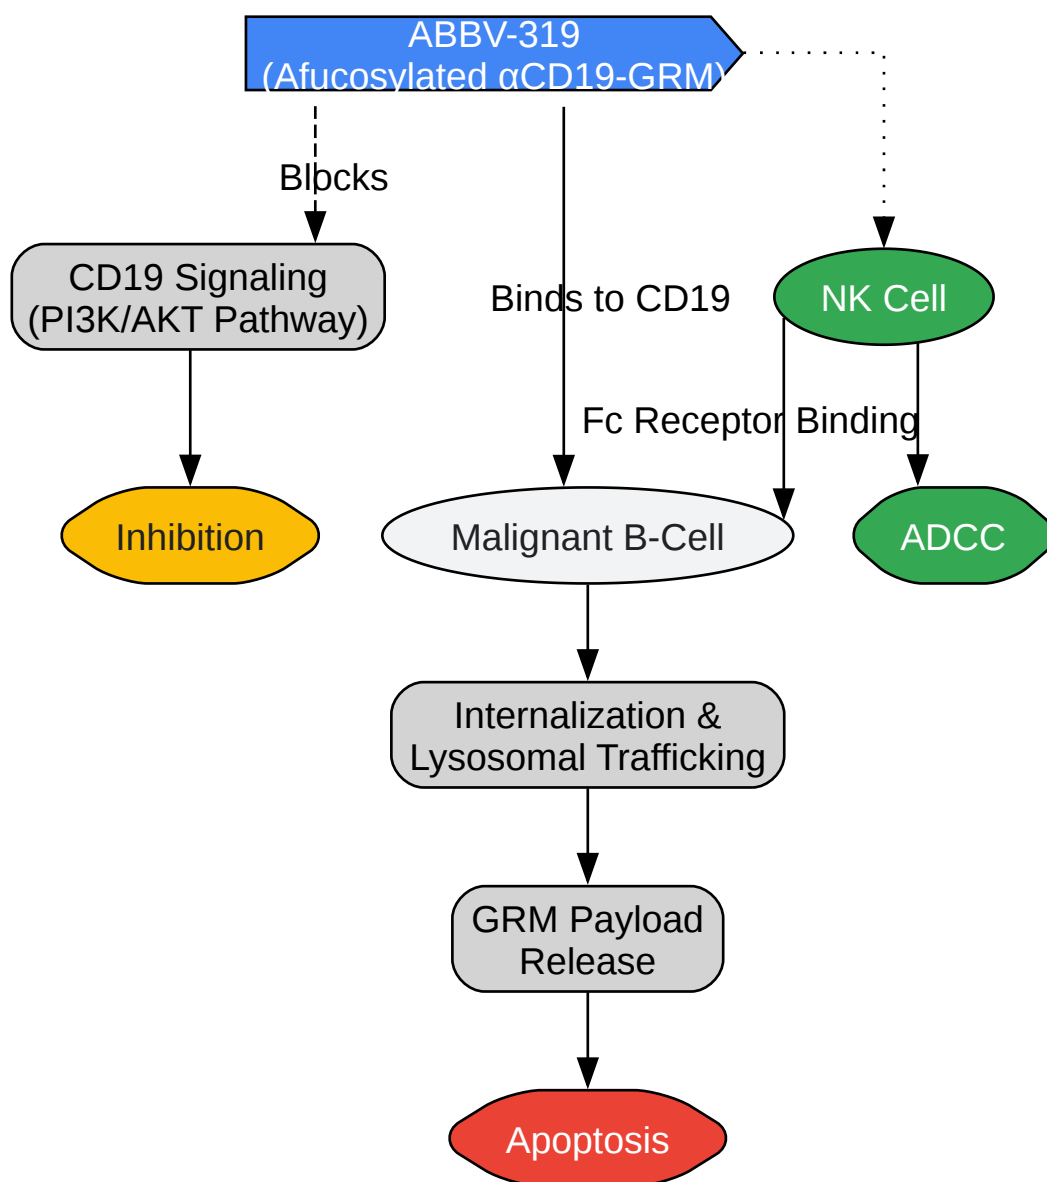 ABBV-319
(Afucosylated αCD19-GRM)
Blocks
CD19 Signaling
(PI3K/AKT Pathway)
Binds to CD19
NK Cell
Fc Receptor Binding
Inhibition
Malignant B-Cell
ADCC
Internalization &
Lysosomal Trafficking
GRM Payload
Release
Apoptosis